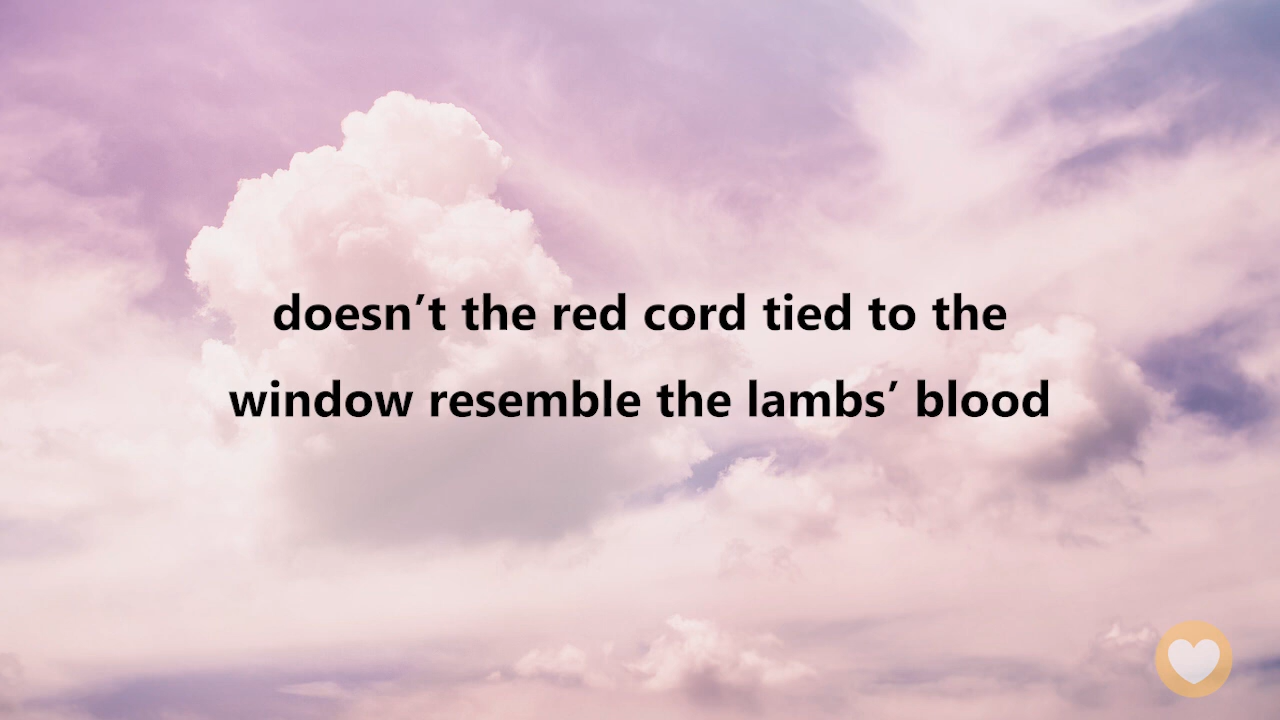 doesn’t the red cord tied to the
window resemble the lambs’ blood